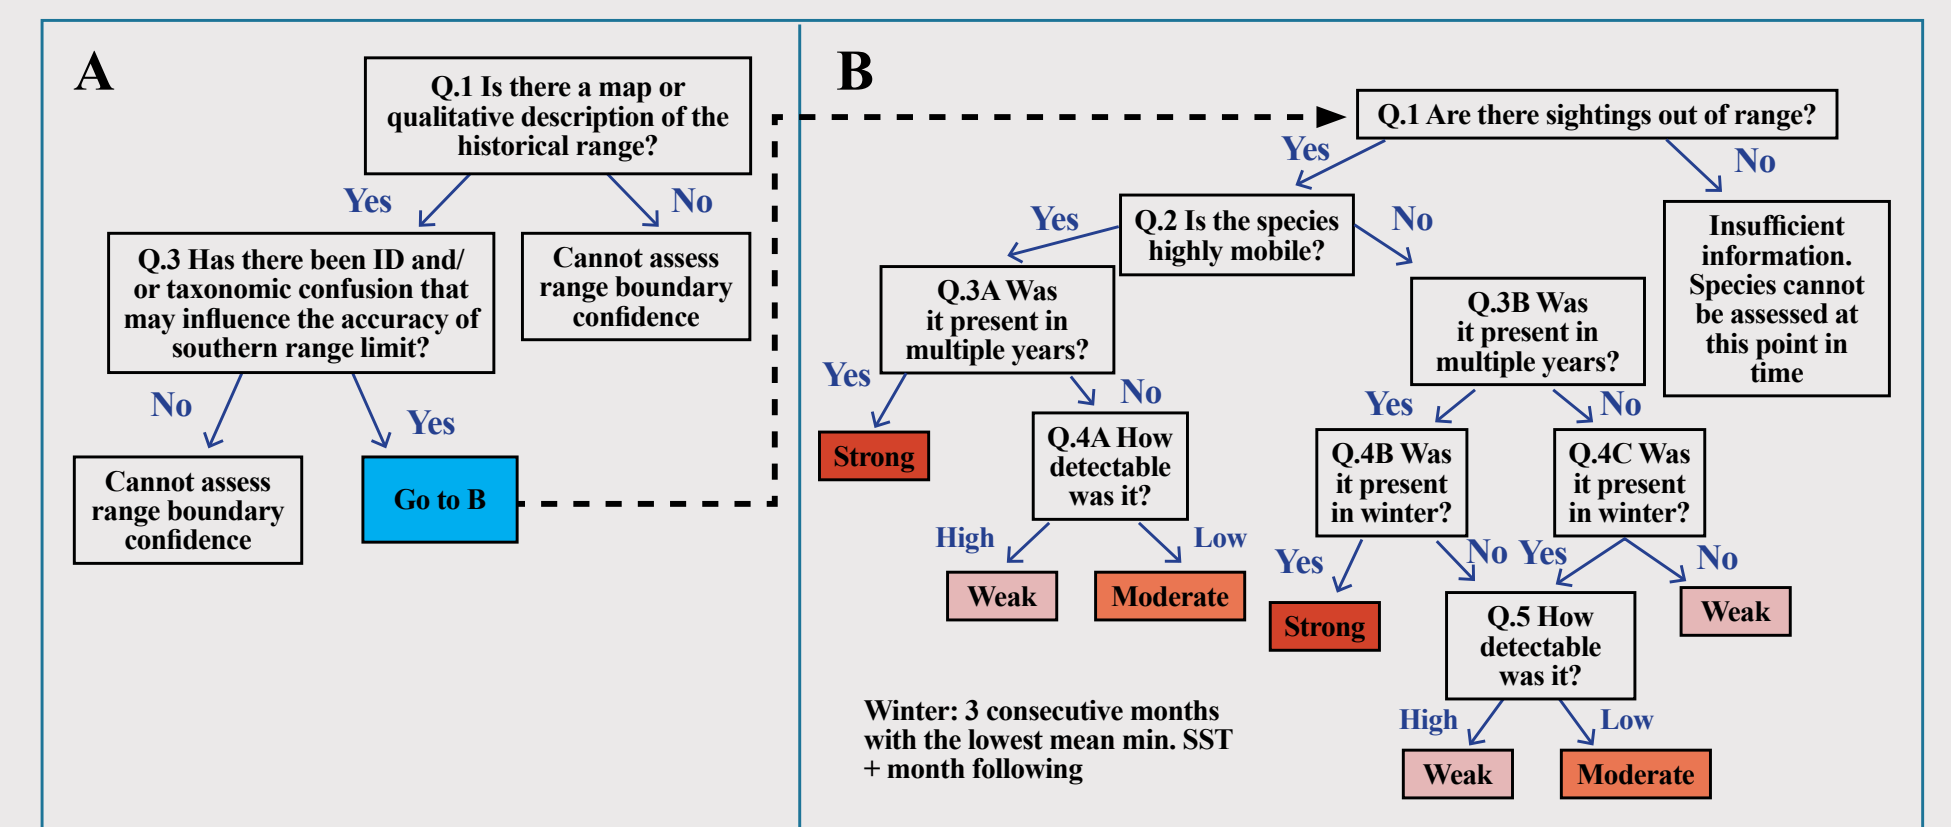 A
Q.1 Is there a map or
qualitative description of the
historical range?
Yes
No
Q.3 Has there been ID and/
or taxonomic confusion that
may influence the accuracy of
southern range limit?
Cannot assess
range boundary
confidence
No
Yes
Cannot assess
range boundary
confidence
Go to B
B
Q.1 Are there sightings out of range?
Yes
No
Q.2 Is the species
highly mobile?
Insufficient
information.
Species cannot
be assessed at
this point in
time
Yes
No
Q.3A Was
it present in
multiple years?
Q.3B Was
it present in
multiple years?
Yes
No
Yes
No
Strong
Q.4A How
detectable
was it?
Q.4B Was
it present
in winter?
Q.4C Was
it present
in winter?
High
Low
Yes
No
Yes
No
Weak
Moderate
Strong
Q.5 How
detectable
was it?
Weak
High
Low
Weak
Moderate
Winter: 3 consecutive months
with the lowest mean min. SST
+ month following